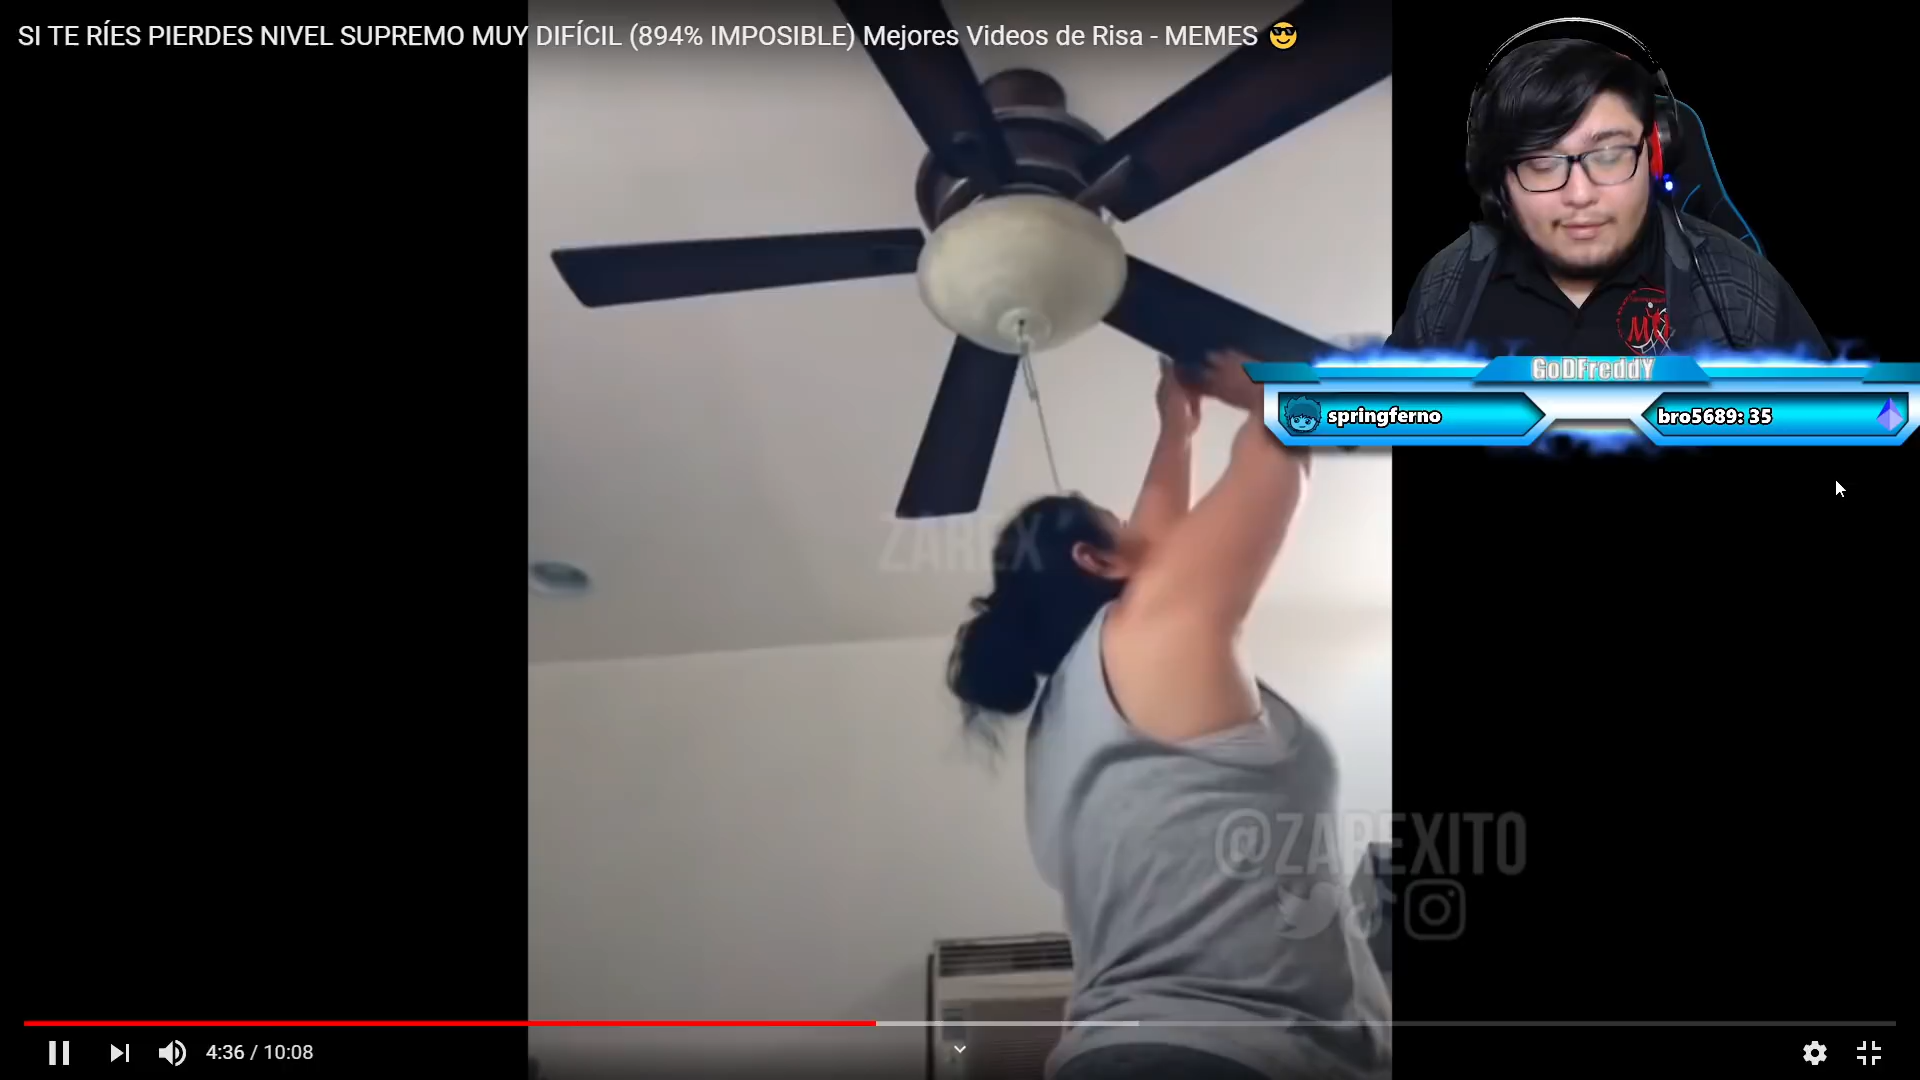 SI TE RÍES PIERDES NIVEL SUPREMO MUY DIFÍCIL (894% IMPOSIBLE) Mejores Videos de Risa - MEMES 😎
GoDFreddY
springferno
bro5689: 35
ZAREX
@ZAREXITO
4:36 / 10:08